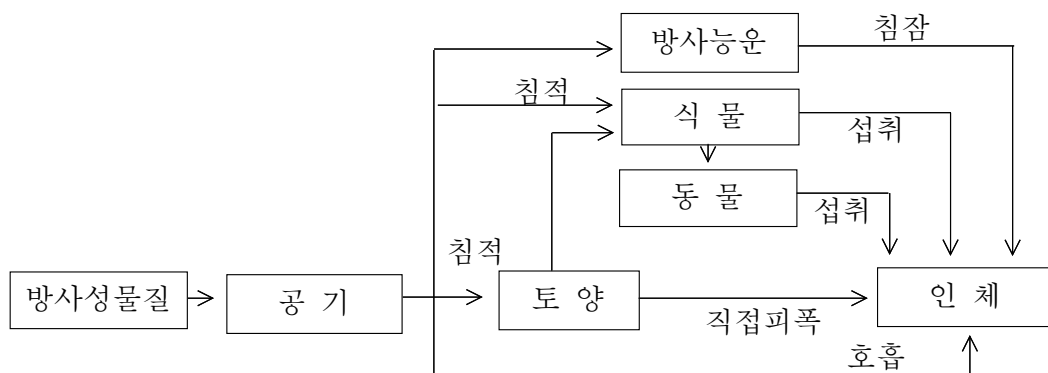 방사능운
침잠
침적
식 물
섭취
동 물
섭취
침적
방사성물질
공 기
토 양
직접피폭
인 체
호흡